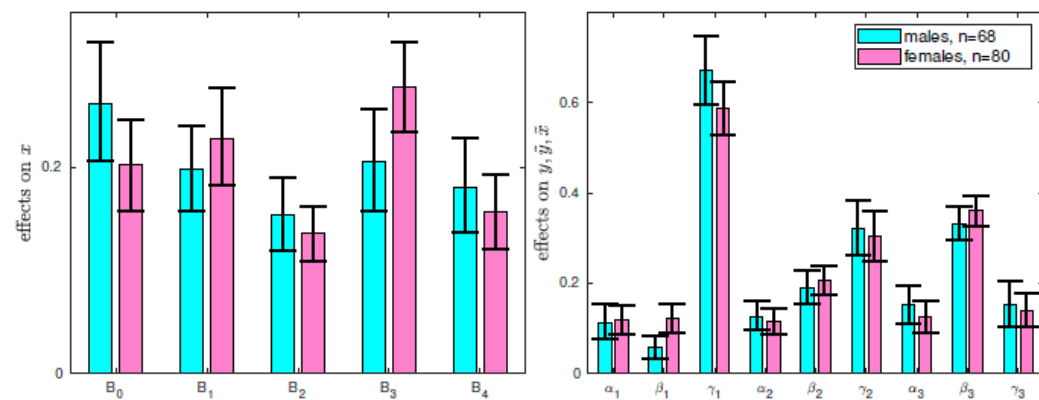 effects on x
0.2
0
B₀ B₁ B₂ B₃ B₄
effects on y, ỹ, x̃
0.6
0.4
0.2
0
α₁ β₁ γ₁ α₂ β₂ γ₂ α₃ β₃ γ₃
males, n=68
females, n=80